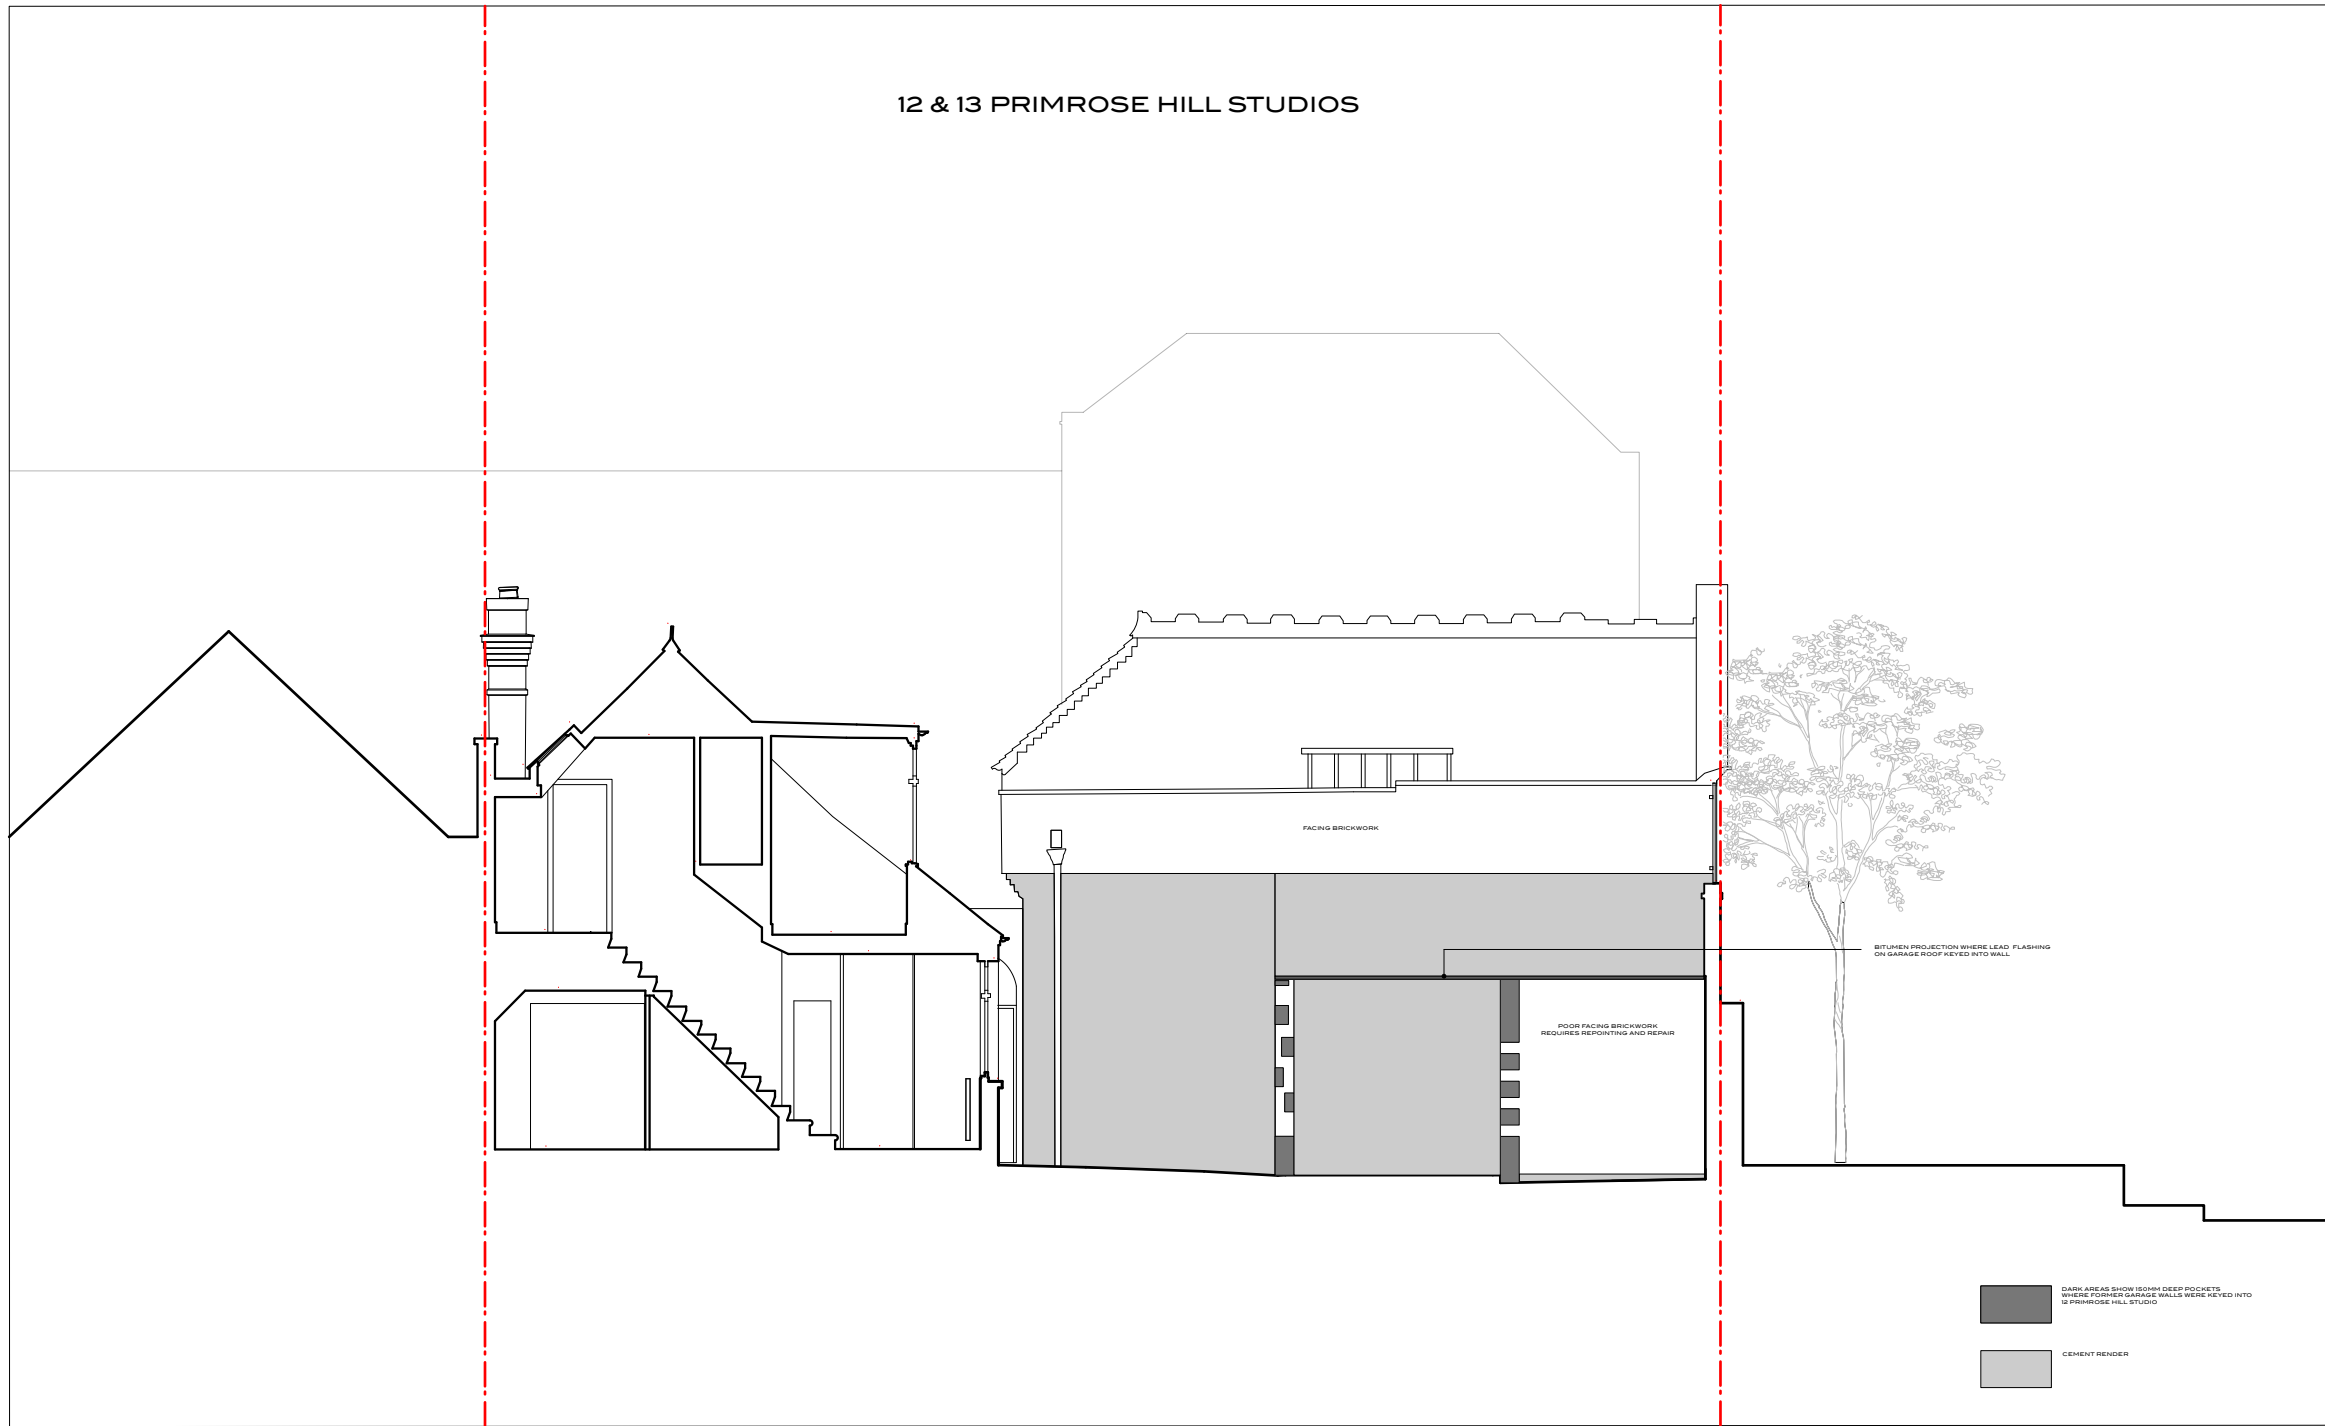 12 & 13 PRIMROSE HILL STUDIOS
FACING BRICKWORK
BITUMEN PROJECTION WHERE LEAD FLASHING
ON GARAGE ROOF KEYED INTO WALL
POOR FACING BRICKWORK
REQUIRES REPOINTING AND REPAIR
DARK AREAS SHOW 150MM DEEP POCKETS
WHERE FORMER GARAGE WALLS WERE KEYED INTO
12 PRIMROSE HILL STUDIO
CEMENT RENDER